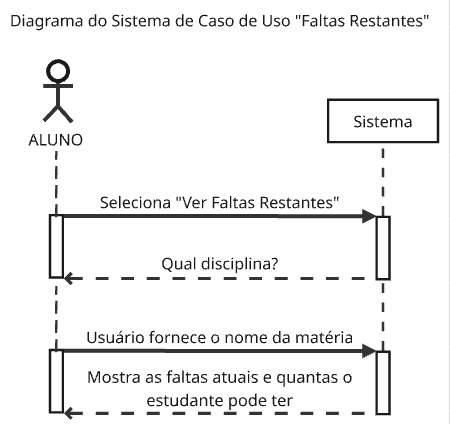 Diagrama do Sistema de Caso de Uso "Faltas Restantes"
ALUNO
Sistema
Seleciona "Ver Faltas Restantes"
Qual disciplina?
Usuário fornece o nome da matéria
Mostra as faltas atuais e quantas o
estudante pode ter